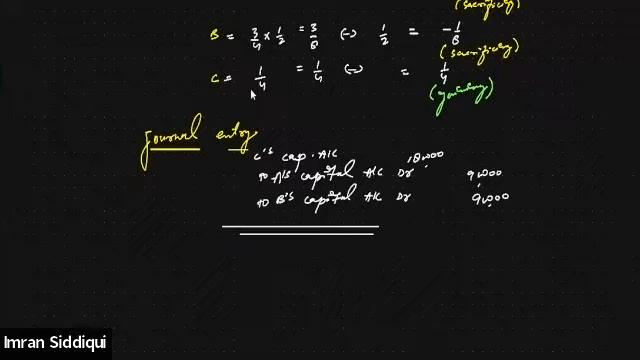 (sacrificing)
B = 3/4 x 1/2 = 3/8 (-) 1/2 = -1/8
(sacrificing)
C = 1/4 = 1/4 (-) = 1/4
(gaining)
Journal entry
C's cap. A/C 18,000
to A's capital A/C Dr 9,000
to B's capital A/C Dr 9,000
Imran Siddiqui